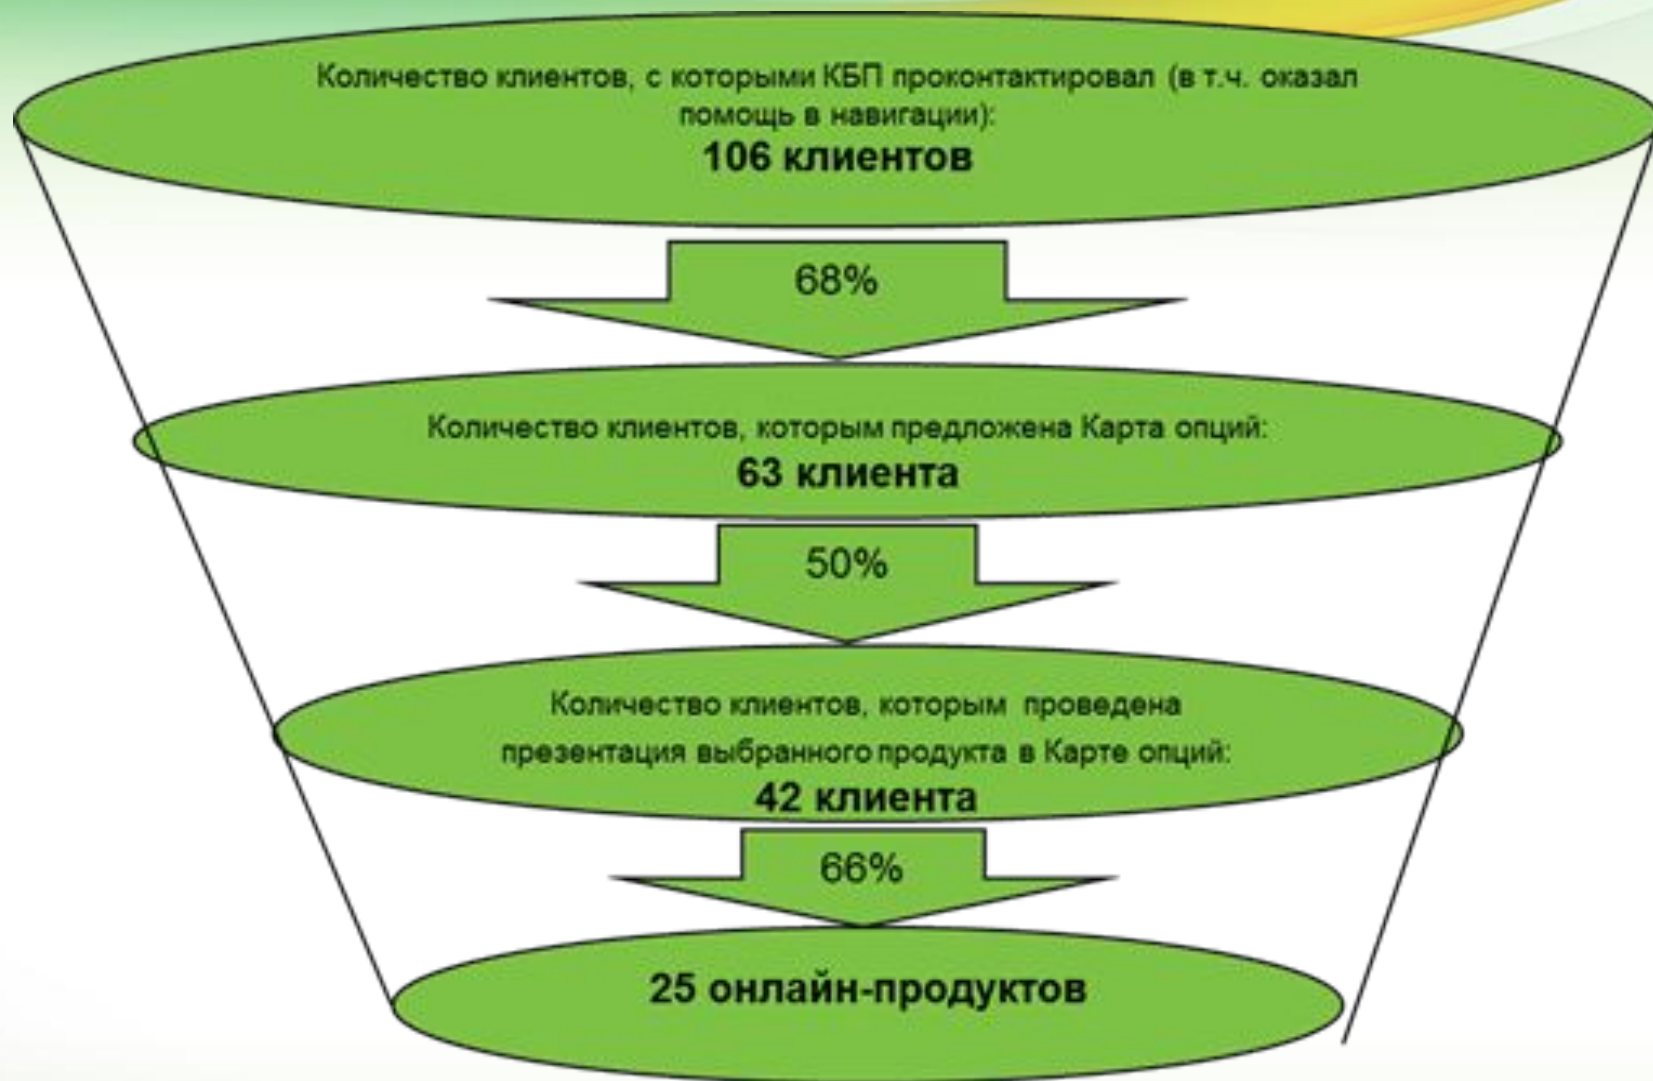 Количество клиентов, с которыми КБП проконтактировал (в т.ч. оказал
помощь в навигации):
106 клиентов
68%
Количество клиентов, которым предложена Карта опций:
63 клиента
50%
Количество клиентов, которым проведена
презентация выбранного продукта в Карте опций:
42 клиента
66%
25 онлайн-продуктов